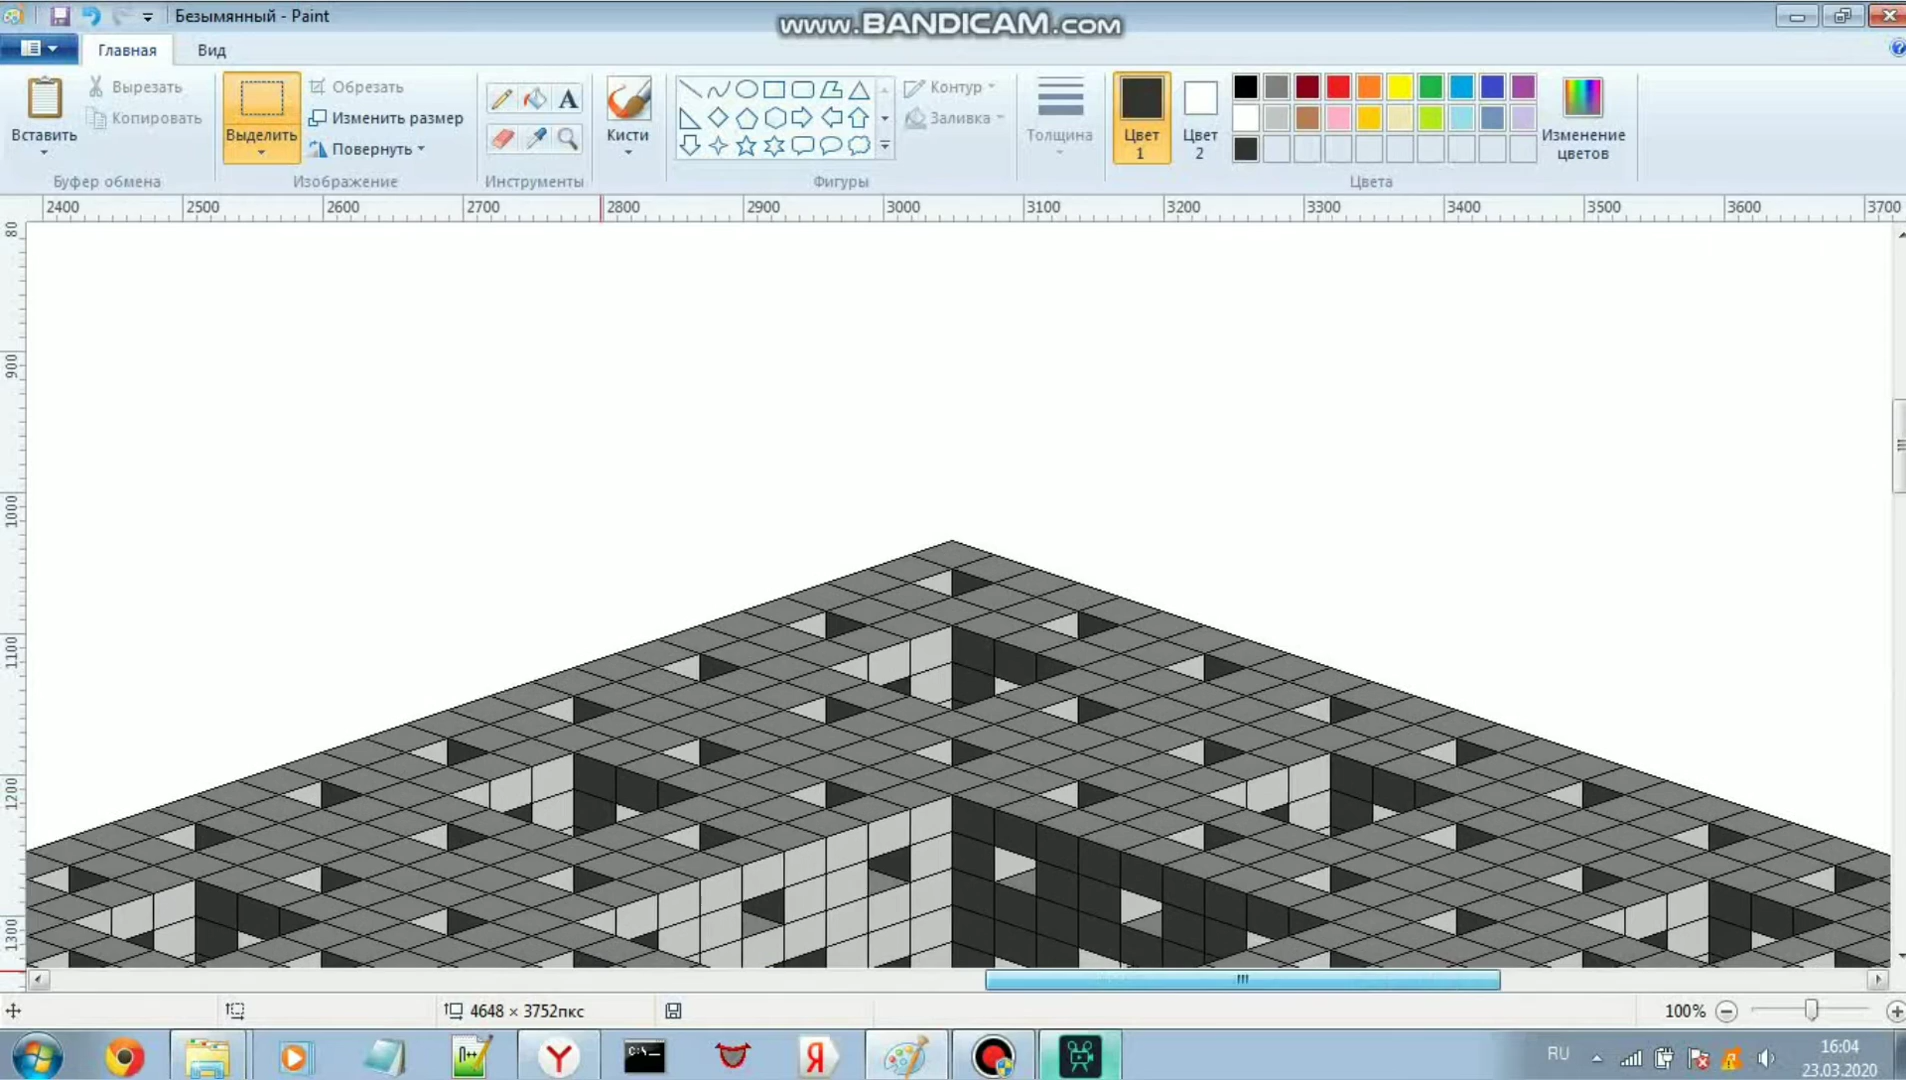 Безымянный - Paint
www.BANDICAM.com
Главная
Вид
Вставить
Вырезать
Копировать
Буфер обмена
Выделить
Обрезать
Изменить размер
Повернуть
Изображение
A
Инструменты
Кисти
Контур
Заливка
Фигуры
Толщина
Цвет
1
Цвет
2
Изменение
цветов
Цвета
2400 2500 2600 2700 2800 2900 3000 3100 3200 3300 3400 3500 3600 3700
80
900
1000
1100
1200
1300
4648 × 3752пкс
100%
C:\
Я
RU
16:04
23.03.2020